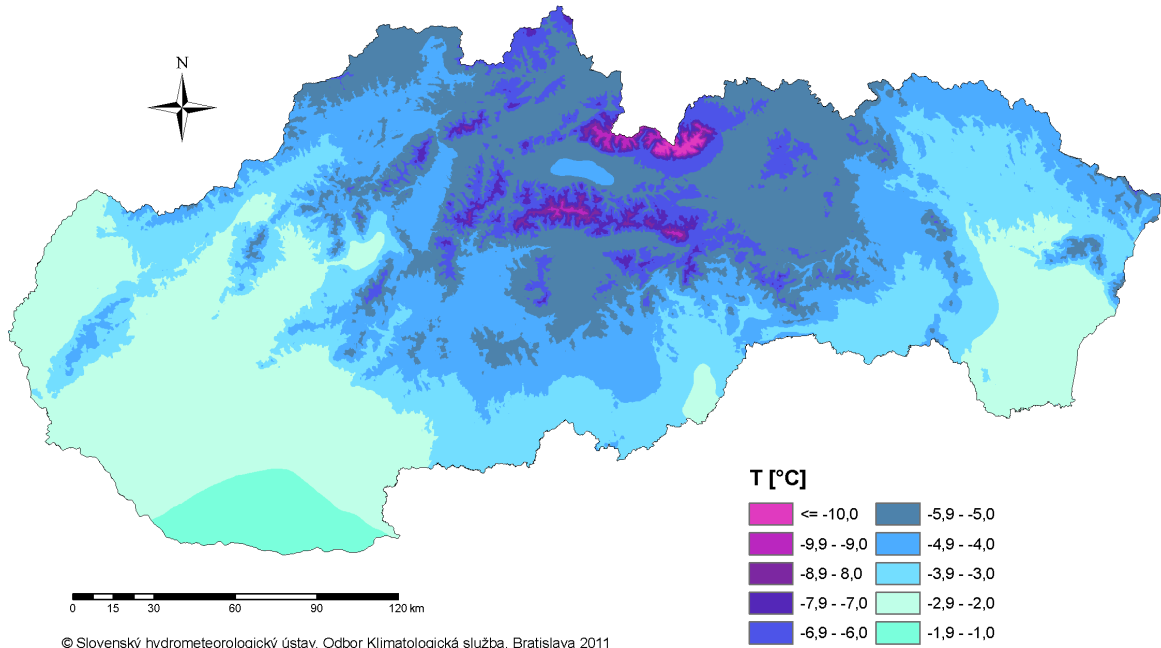 N
T [°C]
<= -10,0
-9,9 - -9,0
-8,9 - 8,0
-7,9 - -7,0
-6,9 - -6,0
-5,9 - -5,0
-4,9 - -4,0
-3,9 - -3,0
-2,9 - -2,0
-1,9 - -1,0
0 15 30 60 90 120 km
© Slovenský hydrometeorologický ústav, Odbor Klimatologická služba, Bratislava 2011